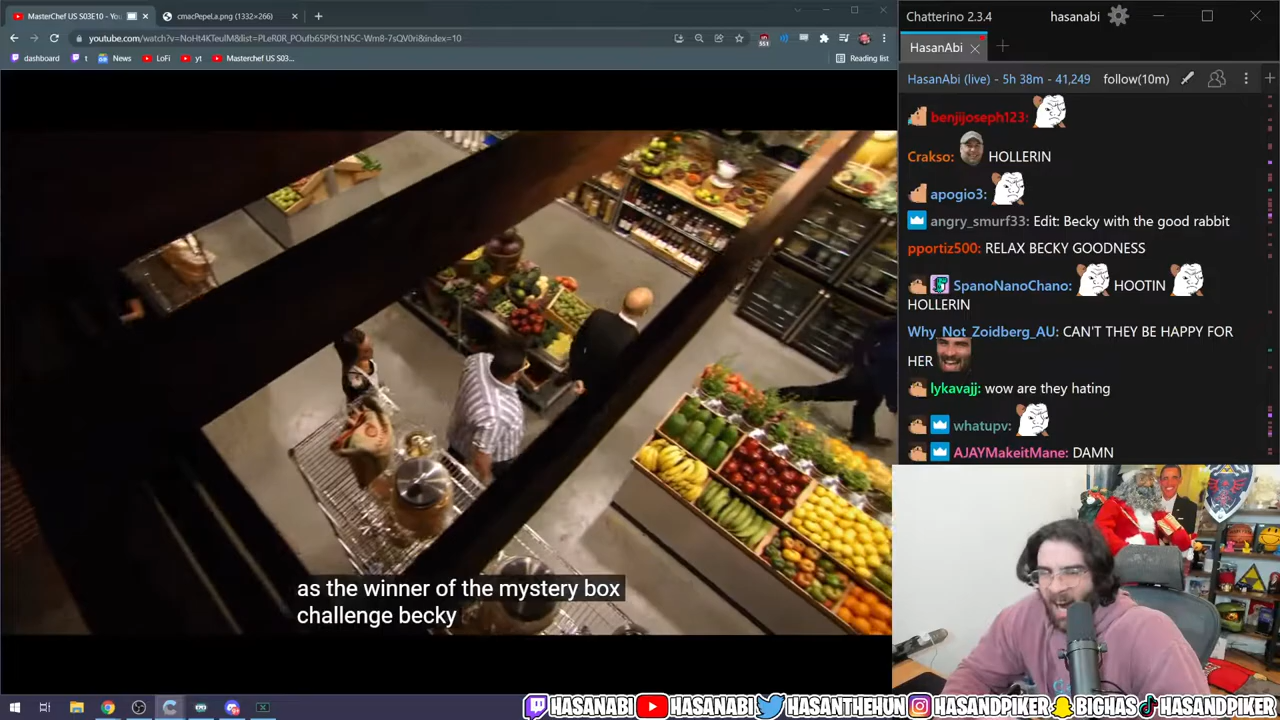 MasterChef US S03E10 - You
cmacPepeLa.png (1332×266)
youtube.com/watch?v=NoHt4KTeulM&list=PLeR0R_POufb65PfSt1N5C-Wm8-7sQV0ri&index=10
551
dashboard
t
News
LoFi
yt
Masterchef US S03...
Reading list
as the winner of the mystery box
challenge becky
Chatterino 2.3.4
hasanabi
HasanAbi
HasanAbi (live) - 5h 38m - 41,249
follow(10m)
benjijoseph123:
Crakso: HOLLERIN
apogio3:
angry_smurf33: Edit: Becky with the good rabbit
pportiz500: RELAX BECKY GOODNESS
SpanoNanoChano: HOOTIN
HOLLERIN
Why_Not_Zoidberg_AU: CAN'T THEY BE HAPPY FOR
HER
lykavajj: wow are they hating
whatupv:
AJAYMakeitMane: DAMN
HASANABI HASANABI HASANTHEHUN HASANDPIKER BIGHAS HASANDPIKER